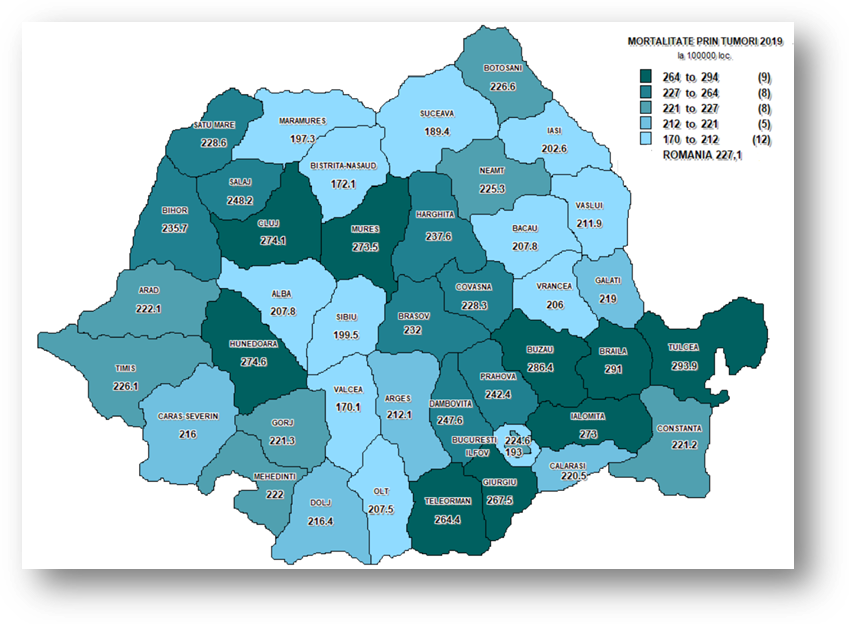 MORTALITATE PRIN TUMORI 2019
la 100000 loc.
264 to 294 (9)
227 to 264 (8)
221 to 227 (8)
212 to 221 (5)
170 to 212 (12)
ROMANIA 227,1
BOTOSANI
226.6
SUCEAVA
189.4
MARAMURES
197.3
SATU MARE
228.6
IASI
202.6
BISTRITA-NASAUD
172.1
NEAMT
225.3
SALAJ
248.2
BIHOR
235.7
CLUJ
274.1
MURES
273.5
HARGHITA
237.6
BACAU
207.8
VASLUI
211.9
ARAD
222.1
ALBA
207.8
SIBIU
199.5
BRASOV
232
COVASNA
228.3
VRANCEA
206
GALATI
219
HUNEDOARA
274.6
TIMIS
226.1
BUZAU
286.4
BRAILA
291
TULCEA
293.9
CARAS-SEVERIN
216
VALCEA
170.1
ARGES
212.1
DAMBOVITA
247.6
PRAHOVA
242.4
IALOMITA
273
CONSTANTA
221.2
GORJ
221.3
BUCURESTI 224.6
ILFOV 193
CALARASI
220.5
MEHEDINTI
222
DOLJ
216.4
OLT
207.5
TELEORMAN
264.4
GIURGIU
267.5